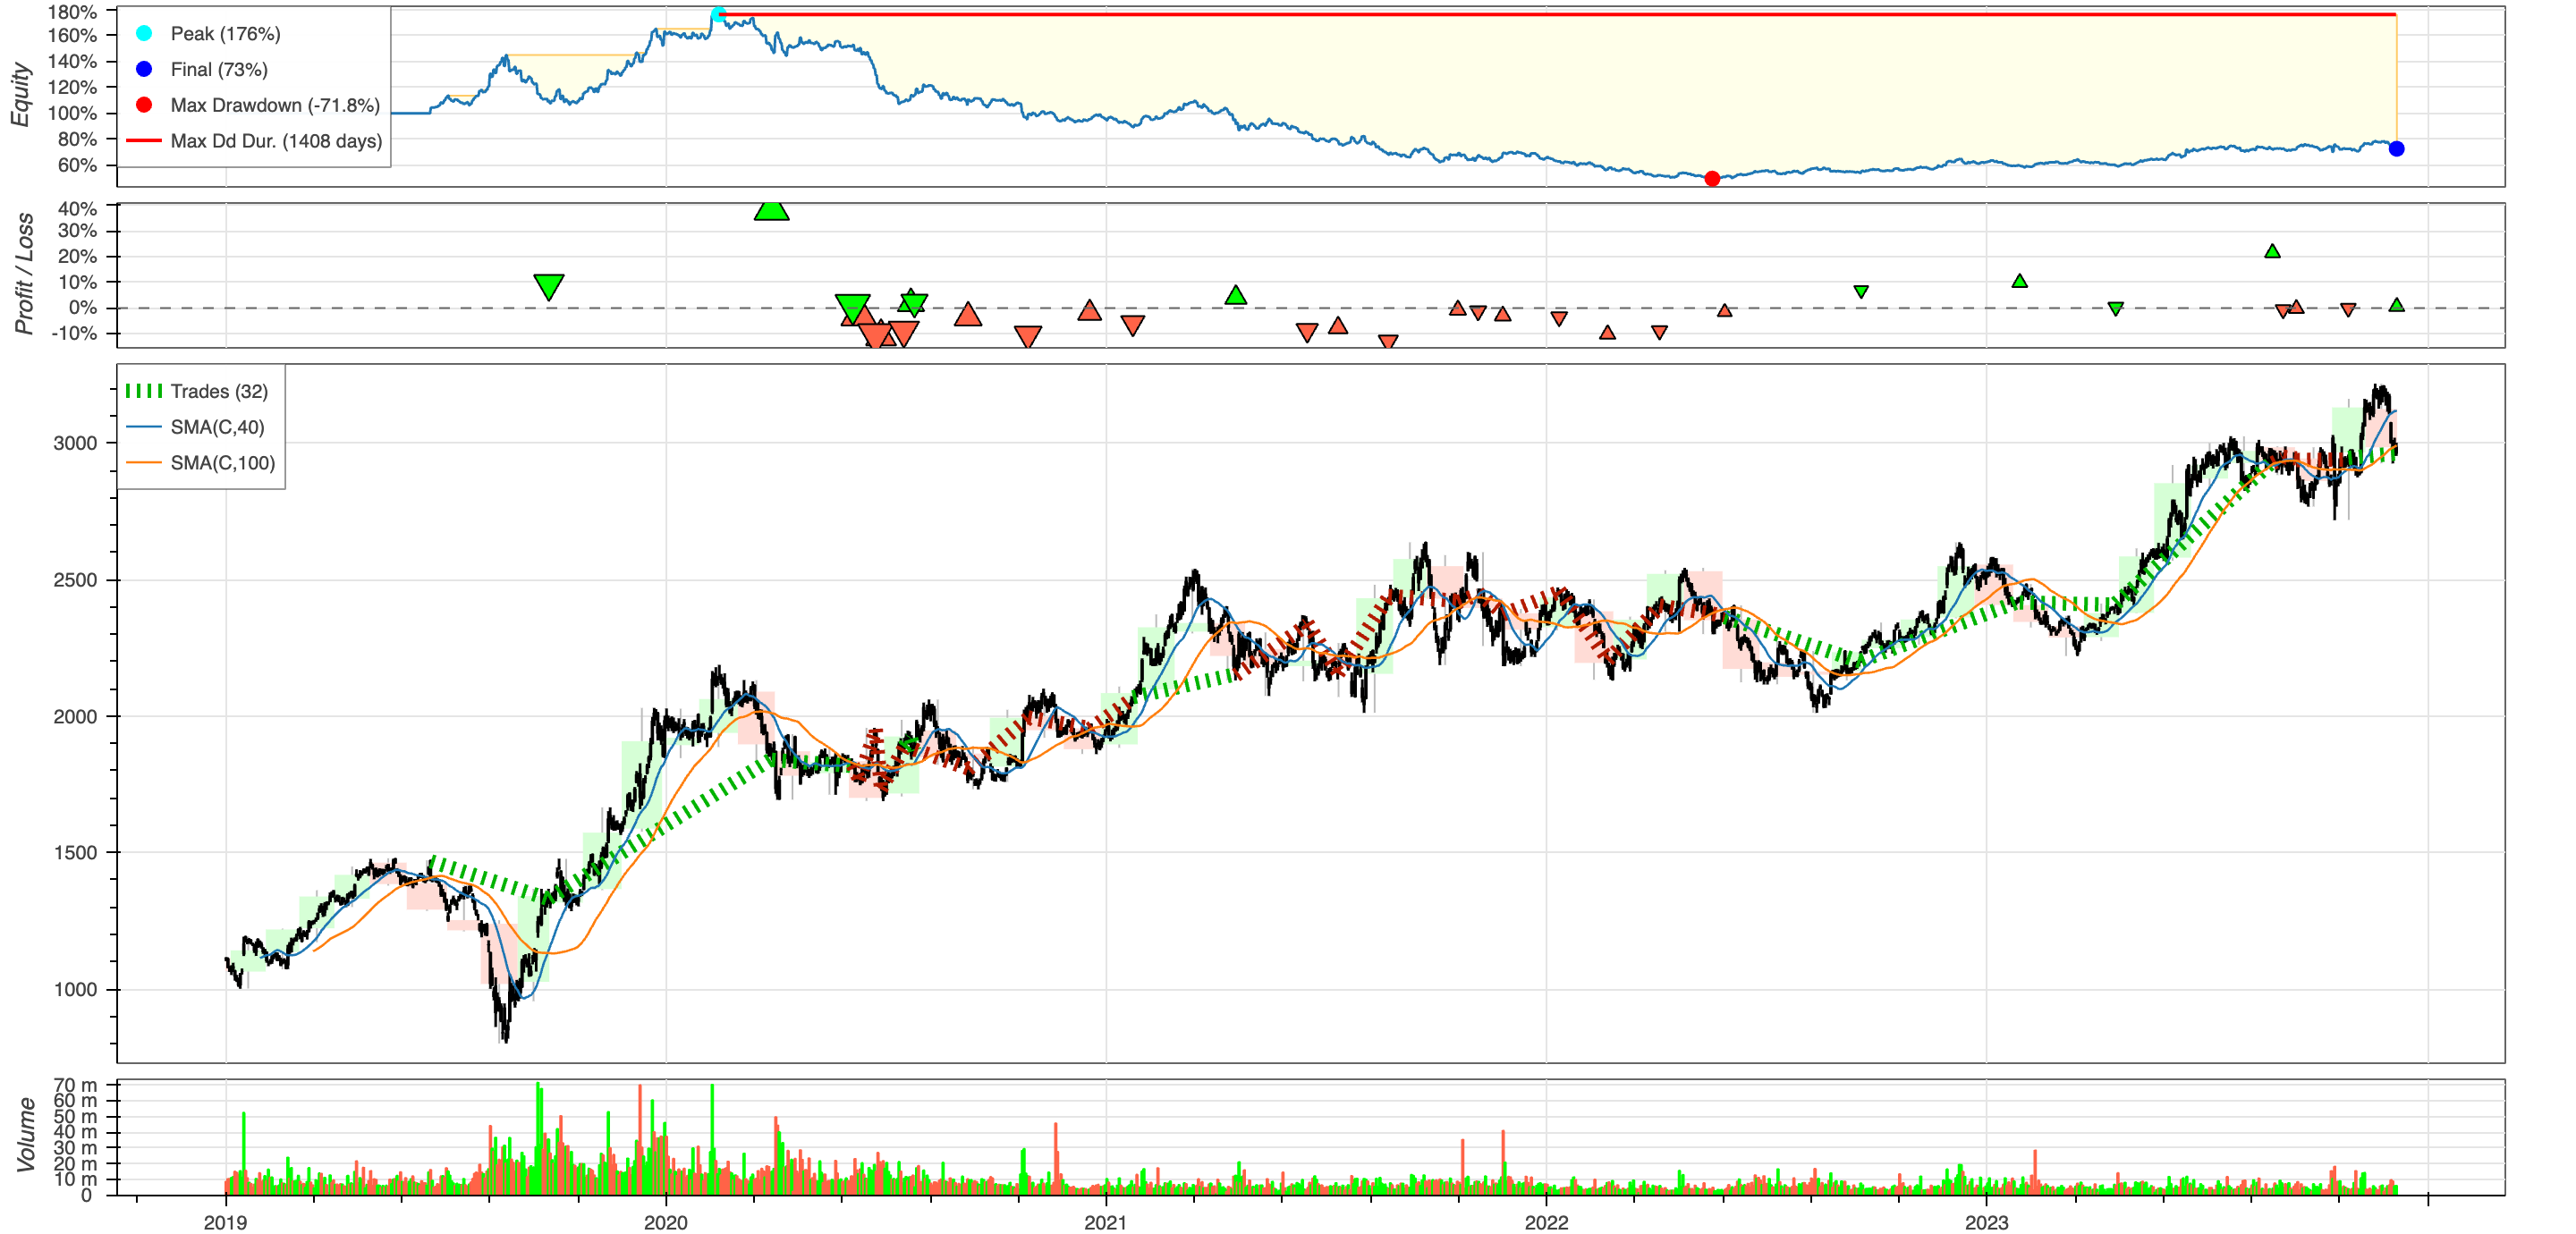 Equity
180%
160%
140%
120%
100%
80%
60%
Peak (176%)
Final (73%)
Max Drawdown (-71.8%)
Max Dd Dur. (1408 days)
Profit / Loss
40%
30%
20%
10%
0%
-10%
Trades (32)
SMA(C,40)
SMA(C,100)
3000
2500
2000
1500
1000
Volume
70 m
60 m
50 m
40 m
30 m
20 m
10 m
0
2019 2020 2021 2022 2023